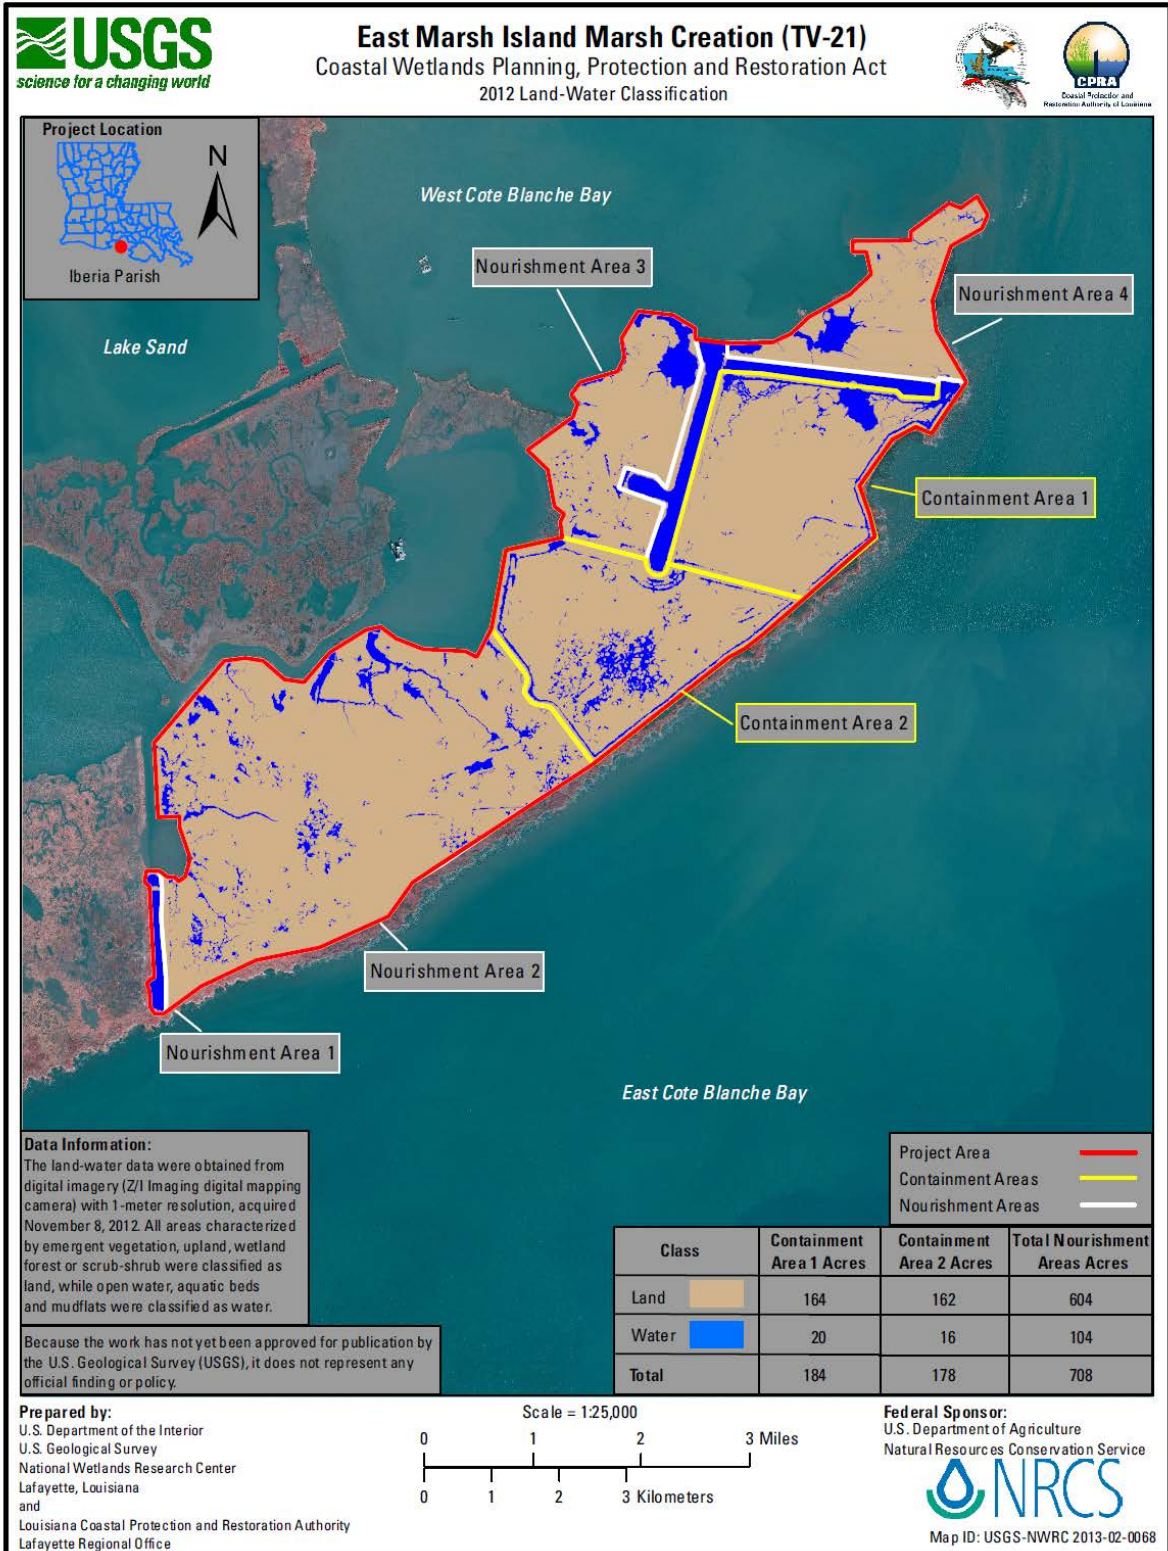 USGS
science for a changing world
East Marsh Island Marsh Creation (TV-21)
Coastal Wetlands Planning, Protection and Restoration Act
2012 Land-Water Classification
CPRA
Coastal Protection and
Restoration Authority of Louisiana
Project Location
N
Iberia Parish
West Cote Blanche Bay
Nourishment Area 3
Nourishment Area 4
Lake Sand
Containment Area 1
Containment Area 2
Nourishment Area 2
Nourishment Area 1
East Cote Blanche Bay
Data Information:
The land-water data were obtained from
digital imagery (Z/I Imaging digital mapping
camera) with 1-meter resolution, acquired
November 8, 2012. All areas characterized
by emergent vegetation, upland, wetland
forest or scrub-shrub were classified as
land, while open water, aquatic beds
and mudflats were classified as water.
Because the work has not yet been approved for publication by
the U.S. Geological Survey (USGS), it does not represent any
official finding or policy.
Project Area
Containment Areas
Nourishment Areas
Class Containment Area 1 Acres Containment Area 2 Acres Total Nourishment Areas Acres
Land 164 162 604
Water 20 16 104
Total 184 178 708
Prepared by:
U.S. Department of the Interior
U.S. Geological Survey
National Wetlands Research Center
Lafayette, Louisiana
and
Louisiana Coastal Protection and Restoration Authority
Lafayette Regional Office
Scale = 1:25,000
0 1 2 3 Miles
0 1 2 3 Kilometers
Federal Sponsor:
U.S. Department of Agriculture
Natural Resources Conservation Service
NRCS
Map ID: USGS-NWRC 2013-02-0068